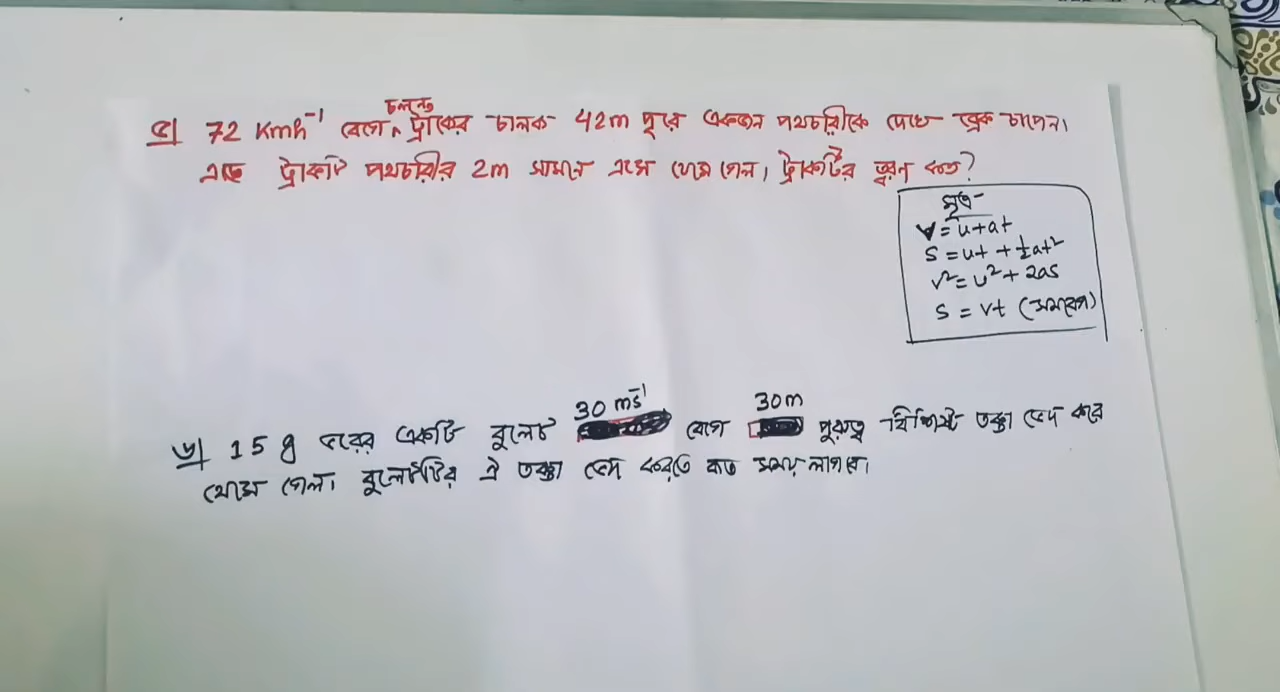 ৫| 72 Kmh⁻¹ বেগে চলন্ত ট্রাকের চালক 42m দূরে একজন পথচারীকে দেখে ব্রেক চাপেন।
এতে ট্রাকটি পথচারীর 2m সামনে এসে থেমে গেল। ট্রাকটির ত্বরণ কত?
সূত্র-
v = u+at
s = ut + ½at²
v² = u² + 2as
s = vt (সমবেগ)
৬| 15 g ভরের একটি বুলেট 30 ms⁻¹ বেগে 30m পুরুত্ব বিশিষ্ট তক্তা ভেদ করে
থেমে গেল। বুলেটটির ঐ তক্তা ভেদ করতে কত সময় লাগবে।